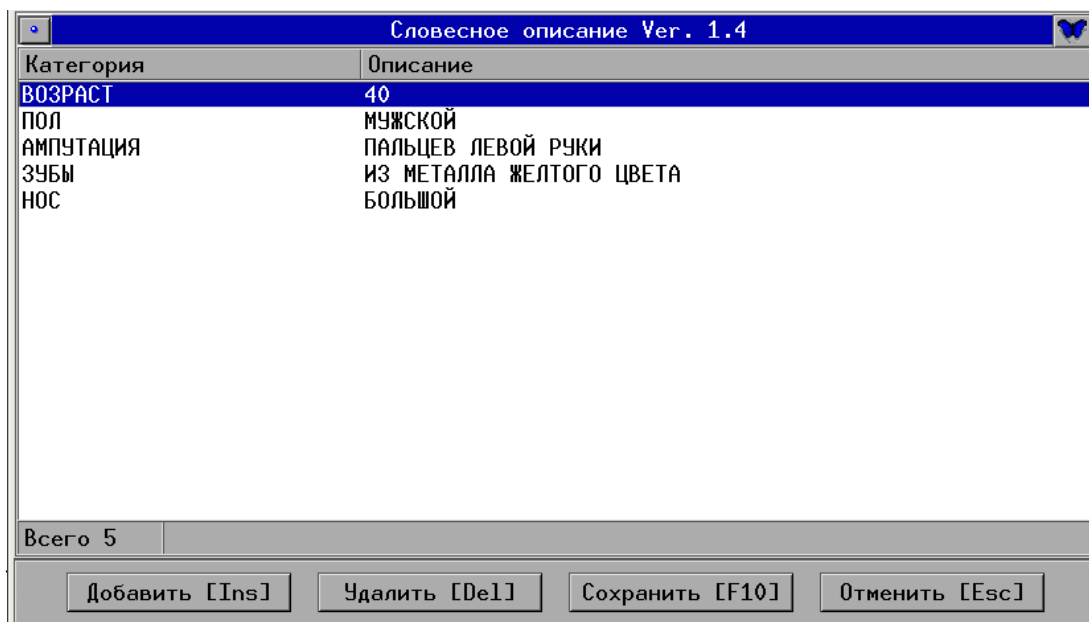 Словесное описание Ver. 1.4
Категория Описание
ВОЗРАСТ 40
ПОЛ МУЖСКОЙ
АМПУТАЦИЯ ПАЛЬЦЕВ ЛЕВОЙ РУКИ
ЗУБЫ ИЗ МЕТАЛЛА ЖЕЛТОГО ЦВЕТА
НОС БОЛЬШОЙ
Всего 5
Добавить [Ins] Удалить [Del] Сохранить [F10] Отменить [Esc]